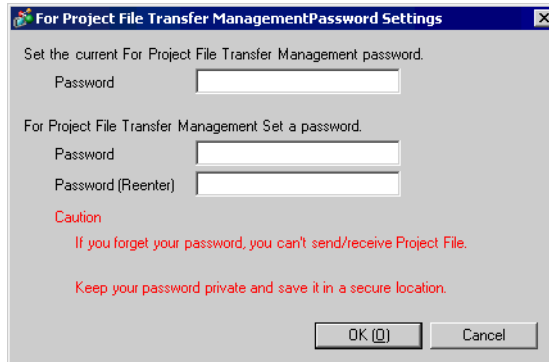 For Project File Transfer ManagementPassword Settings
Set the current For Project File Transfer Management password.
Password
For Project File Transfer Management Set a password.
Password
Password (Reenter)
Caution
If you forget your password, you can't send/receive Project File.
Keep your password private and save it in a secure location.
OK (O) Cancel